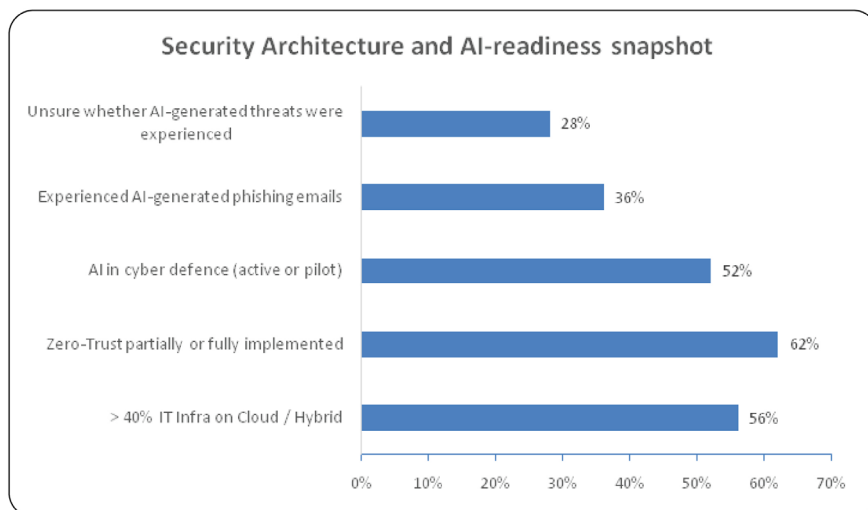 Security Architecture and AI-readiness snapshot
Unsure whether AI-generated threats were
experienced
28%
Experienced AI-generated phishing emails
36%
AI in cyber defence (active or pilot)
52%
Zero-Trust partially or fully implemented
62%
> 40% IT Infra on Cloud / Hybrid
56%
0% 10% 20% 30% 40% 50% 60% 70%